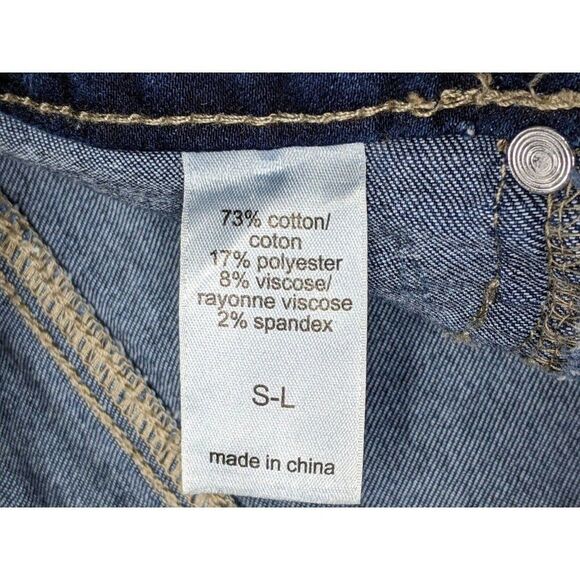 73% cotton/
coton
17% polyester
8% viscose/
rayonne viscose
2% spandex
S-L
made in china